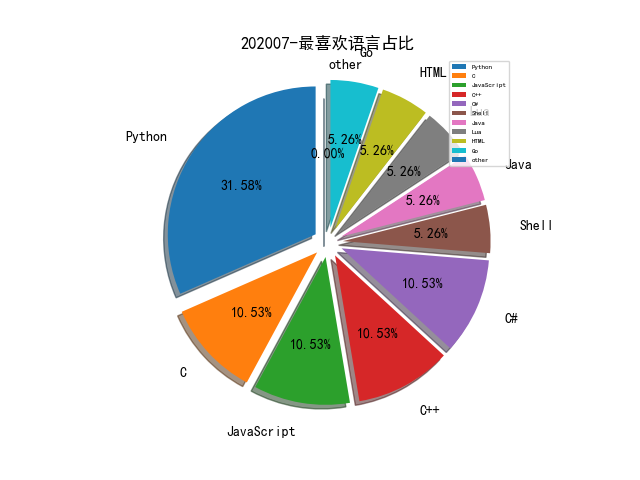 202007-最喜欢语言占比
Go
other
HTML
Python
C
JavaScript
C++
C#
Shell
Java
Lua
HTML
Go
other
Python
Java
Shell
C#
C++
JavaScript
C
31.58%
10.53%
10.53%
10.53%
10.53%
5.26%
5.26%
5.26%
5.26%
5.26%
0.00%